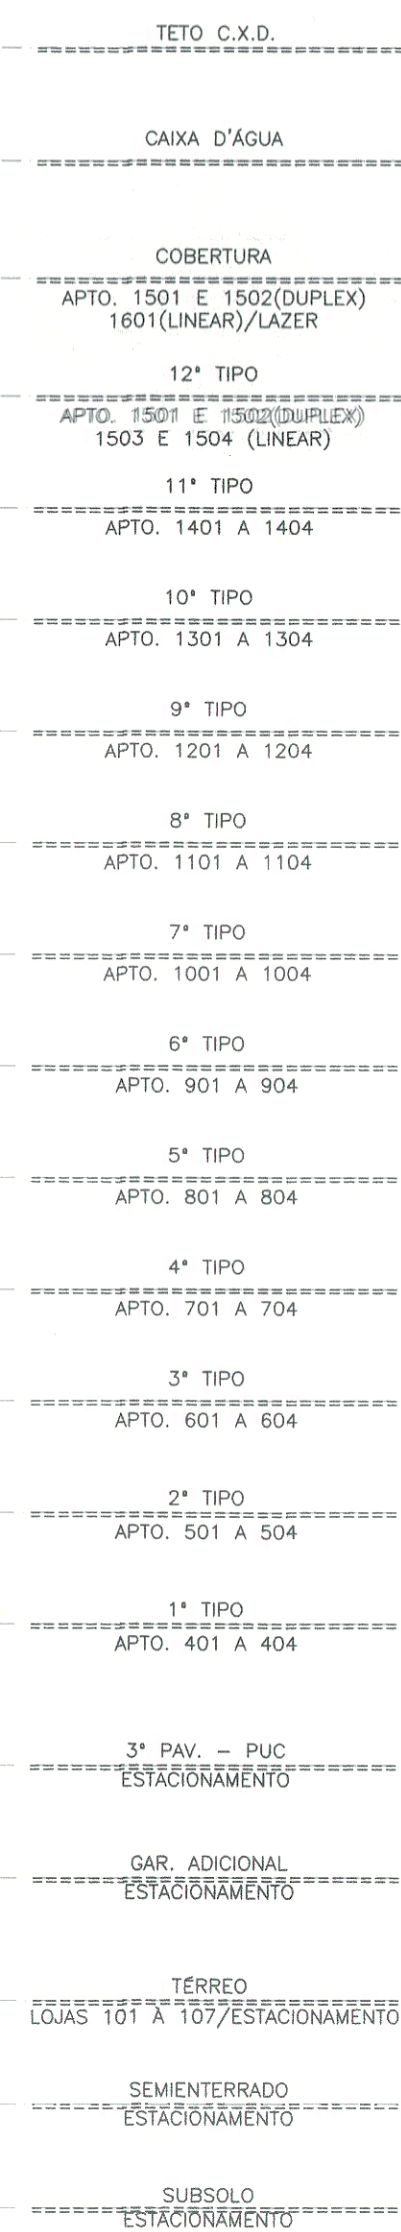 TETO C.X.D.
CAIXA D'ÁGUA
COBERTURA
APTO. 1501 E 1502(DUPLEX)
1601(LINEAR)/LAZER
12° TIPO
APTO. 1501 E 1502(DUPLEX)
1503 E 1504 (LINEAR)
11° TIPO
APTO. 1401 A 1404
10° TIPO
APTO. 1301 A 1304
9° TIPO
APTO. 1201 A 1204
8° TIPO
APTO. 1101 A 1104
7° TIPO
APTO. 1001 A 1004
6° TIPO
APTO. 901 A 904
5° TIPO
APTO. 801 A 804
4° TIPO
APTO. 701 A 704
3° TIPO
APTO. 601 A 604
2° TIPO
APTO. 501 A 504
1° TIPO
APTO. 401 A 404
3° PAV. – PUC
ESTACIONAMENTO
GAR. ADICIONAL
ESTACIONAMENTO
TÉRREO
LOJAS 101 À 107/ESTACIONAMENTO
SEMIENTERRADO
ESTACIONAMENTO
SUBSOLO
ESTACIONAMENTO